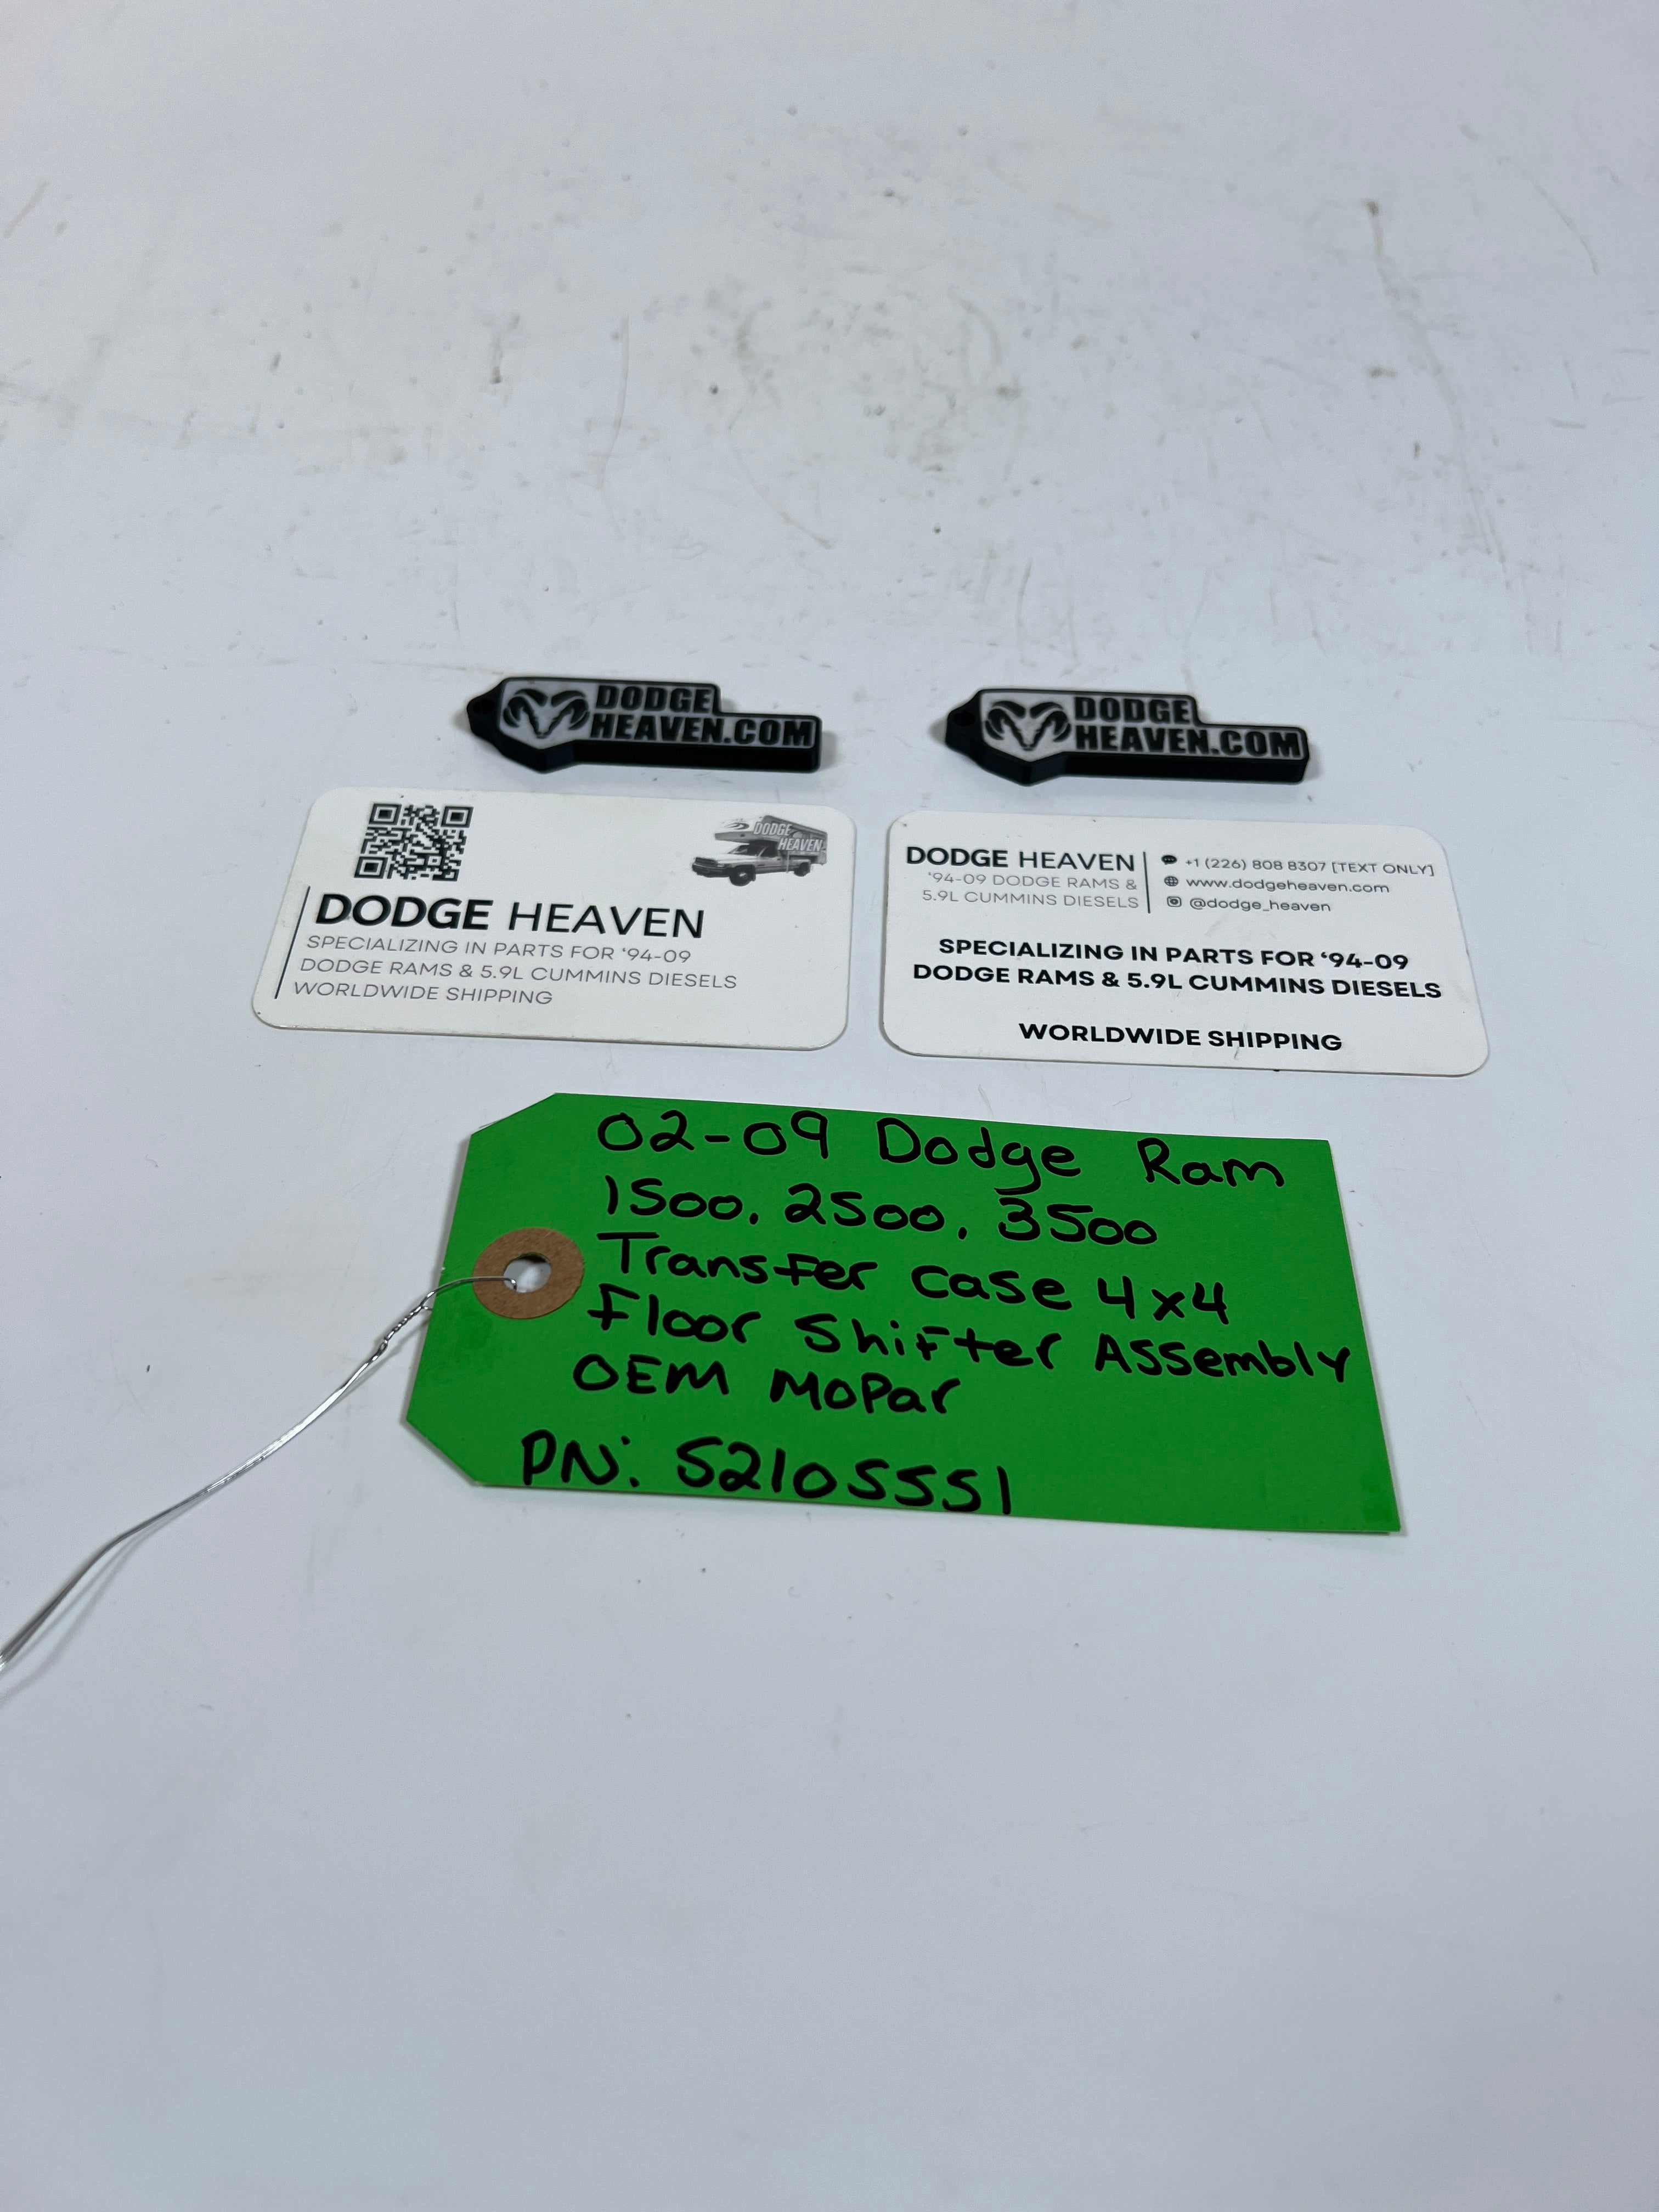 DODGE
HEAVEN.COM
DODGE
HEAVEN.COM
DODGE
HEAVEN
DODGE HEAVEN
SPECIALIZING IN PARTS FOR ‘94-09
DODGE RAMS & 5.9L CUMMINS DIESELS
WORLDWIDE SHIPPING
DODGE HEAVEN
‘94-09 DODGE RAMS &
5.9L CUMMINS DIESELS
+1 (226) 808 8307 [TEXT ONLY]
www.dodgeheaven.com
@dodge_heaven
SPECIALIZING IN PARTS FOR ‘94-09
DODGE RAMS & 5.9L CUMMINS DIESELS
WORLDWIDE SHIPPING
02-09 Dodge Ram
1500, 2500, 3500
Transfer case 4x4
Floor Shifter Assembly
OEM Mopar
PN: 52105551